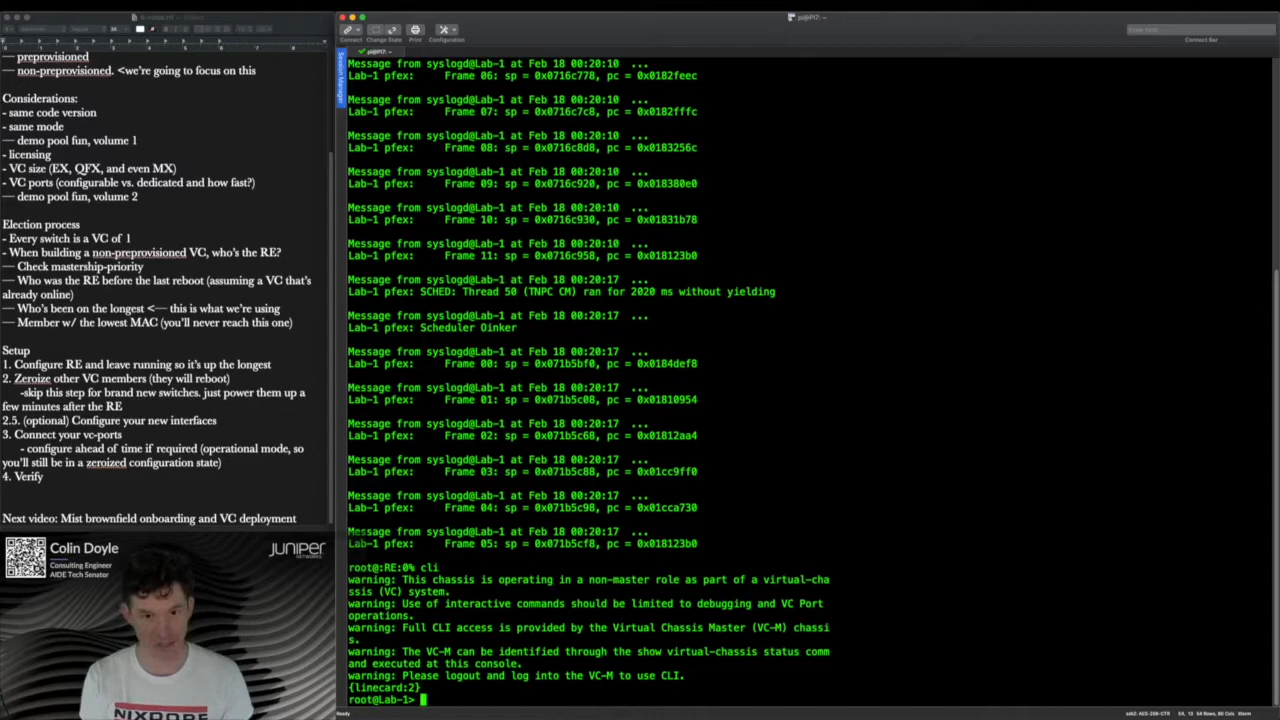 pi@PI7: ~
Connect
Change State
Print
Configuration
Enter host
Connect Bar
Session Manager
pi@PI7: ~
— preprovisioned
— non-preprovisioned. <we're going to focus on this
Considerations:
- same code version
- same mode
— demo pool fun, volume 1
- licensing
- VC size (EX, QFX, and even MX)
- VC ports (configurable vs. dedicated and how fast?)
— demo pool fun, volume 2
Election process
- Every switch is a VC of 1
- When building a non-preprovisioned VC, who's the RE?
— Check mastership-priority
— Who was the RE before the last reboot (assuming a VC that's
already online)
— Who's been on the longest <— this is what we're using
— Member w/ the lowest MAC (you'll never reach this one)
Setup
1. Configure RE and leave running so it's up the longest
2. Zeroize other VC members (they will reboot)
-skip this step for brand new switches. just power them up a
few minutes after the RE
2.5. (optional) Configure your new interfaces
3. Connect your vc-ports
- configure ahead of time if required (operational mode, so
you'll still be in a zeroized configuration state)
4. Verify
Next video: Mist brownfield onboarding and VC deployment
Colin Doyle
Consulting Engineer
AIDE Tech Senator
JUNIPER
NETWORKS
Message from syslogd@Lab-1 at Feb 18 00:20:10 ...
Lab-1 pfex: Frame 06: sp = 0x0716c778, pc = 0x0182feec
Message from syslogd@Lab-1 at Feb 18 00:20:10 ...
Lab-1 pfex: Frame 07: sp = 0x0716c7c8, pc = 0x0182fffc
Message from syslogd@Lab-1 at Feb 18 00:20:10 ...
Lab-1 pfex: Frame 08: sp = 0x0716c8d8, pc = 0x0183256c
Message from syslogd@Lab-1 at Feb 18 00:20:10 ...
Lab-1 pfex: Frame 09: sp = 0x0716c920, pc = 0x018380e0
Message from syslogd@Lab-1 at Feb 18 00:20:10 ...
Lab-1 pfex: Frame 10: sp = 0x0716c930, pc = 0x01831b78
Message from syslogd@Lab-1 at Feb 18 00:20:10 ...
Lab-1 pfex: Frame 11: sp = 0x0716c958, pc = 0x018123b0
Message from syslogd@Lab-1 at Feb 18 00:20:17 ...
Lab-1 pfex: SCHED: Thread 50 (TNPC CM) ran for 2020 ms without yielding
Message from syslogd@Lab-1 at Feb 18 00:20:17 ...
Lab-1 pfex: Scheduler Oinker
Message from syslogd@Lab-1 at Feb 18 00:20:17 ...
Lab-1 pfex: Frame 00: sp = 0x071b5bf0, pc = 0x0184def8
Message from syslogd@Lab-1 at Feb 18 00:20:17 ...
Lab-1 pfex: Frame 01: sp = 0x071b5c08, pc = 0x01810954
Message from syslogd@Lab-1 at Feb 18 00:20:17 ...
Lab-1 pfex: Frame 02: sp = 0x071b5c68, pc = 0x01812aa4
Message from syslogd@Lab-1 at Feb 18 00:20:17 ...
Lab-1 pfex: Frame 03: sp = 0x071b5c88, pc = 0x01cc9ff0
Message from syslogd@Lab-1 at Feb 18 00:20:17 ...
Lab-1 pfex: Frame 04: sp = 0x071b5c98, pc = 0x01cca730
Message from syslogd@Lab-1 at Feb 18 00:20:17 ...
Lab-1 pfex: Frame 05: sp = 0x071b5cf8, pc = 0x018123b0
root@:RE:0% cli
warning: This chassis is operating in a non-master role as part of a virtual-cha
ssis (VC) system.
warning: Use of interactive commands should be limited to debugging and VC Port
operations.
warning: Full CLI access is provided by the Virtual Chassis Master (VC-M) chassi
s.
warning: The VC-M can be identified through the show virtual-chassis status comm
and executed at this console.
warning: Please logout and log into the VC-M to use CLI.
{linecard:2}
root@Lab-1>
Ready
ssh2: AES-256-CTR
54, 13
54 Rows, 80 Cols
Xterm